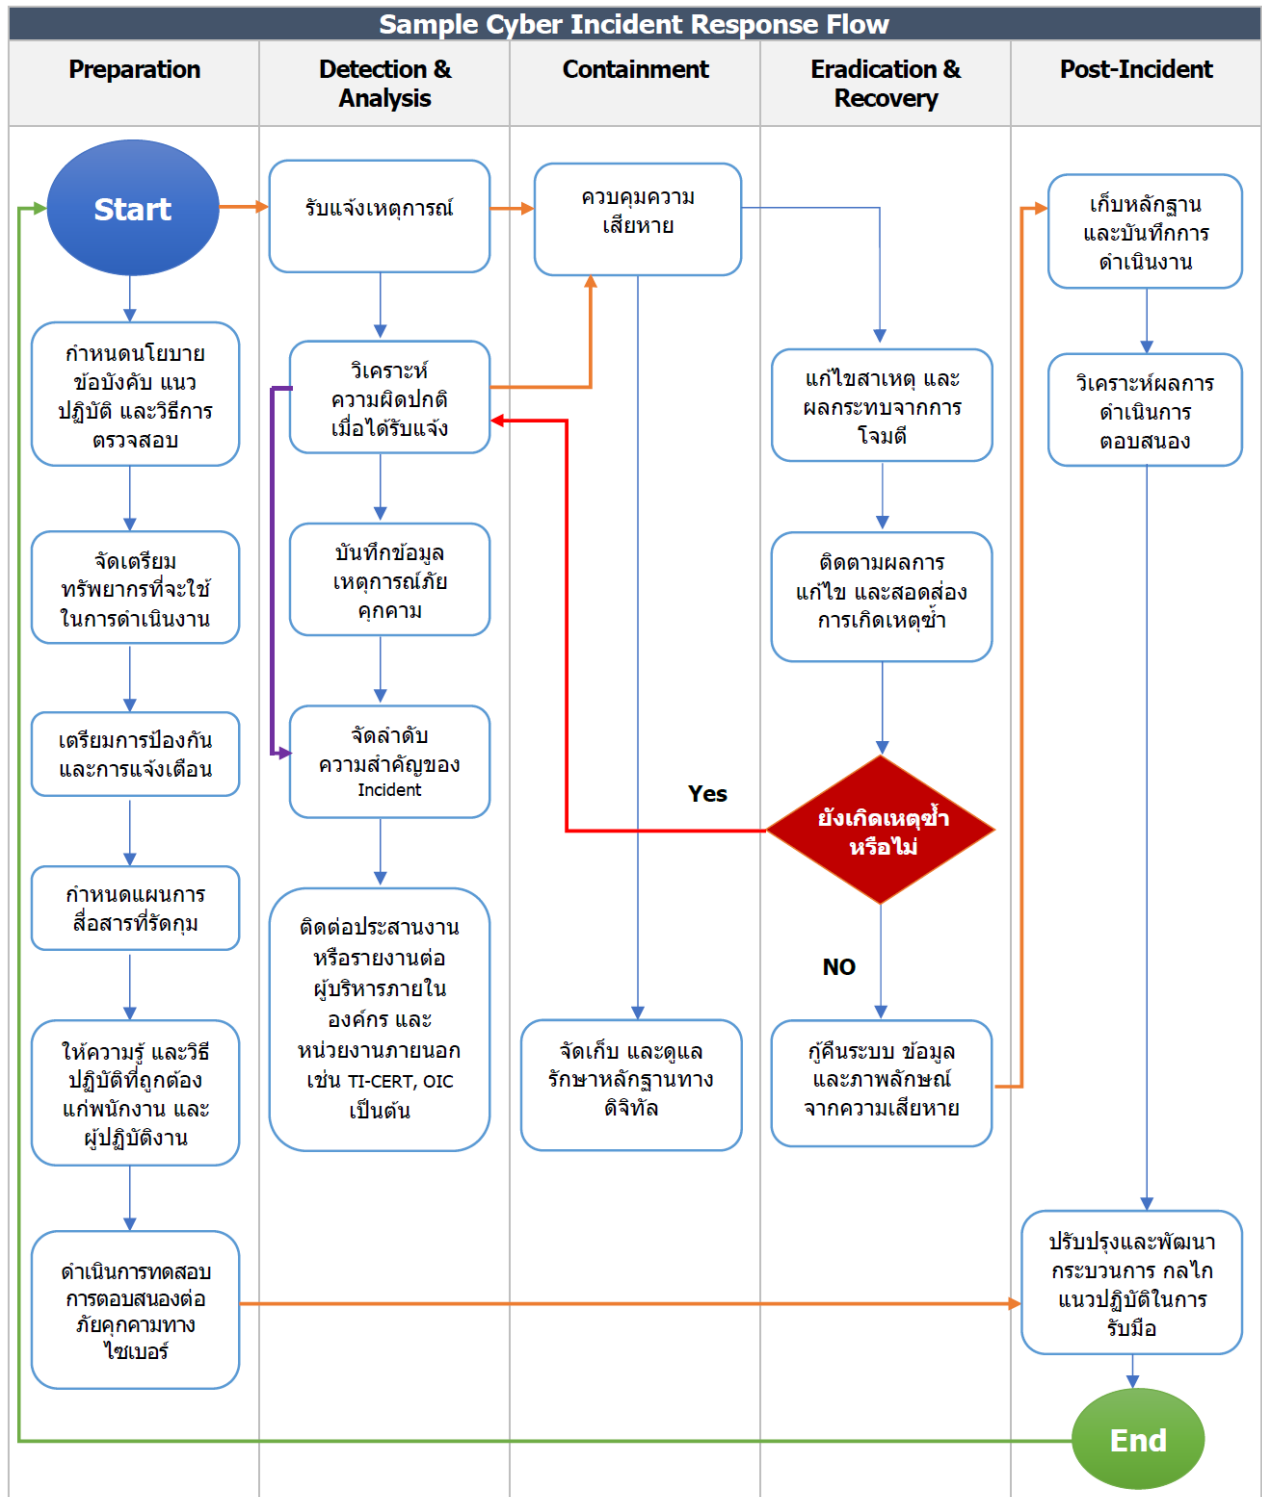 Sample Cyber Incident Response Flow
Preparation
Detection &
Analysis
Containment
Eradication &
Recovery
Post-Incident
Start
กำหนดนโยบาย
ข้อบังคับ แนว
ปฏิบัติ และวิธีการ
ตรวจสอบ
จัดเตรียม
ทรัพยากรที่จะใช้
ในการดำเนินงาน
เตรียมการป้องกัน
และการแจ้งเตือน
กำหนดแผนการ
สื่อสารที่รัดกุม
ให้ความรู้ และวิธี
ปฏิบัติที่ถูกต้อง
แก่พนักงาน และ
ผู้ปฏิบัติงาน
ดำเนินการทดสอบ
การตอบสนองต่อ
ภัยคุกคามทาง
ไซเบอร์
รับแจ้งเหตุการณ์
วิเคราะห์
ความผิดปกติ
เมื่อได้รับแจ้ง
บันทึกข้อมูล
เหตุการณ์ภัย
คุกคาม
จัดลำดับ
ความสำคัญของ
Incident
ติดต่อประสานงาน
หรือรายงานต่อ
ผู้บริหารภายใน
องค์กร และ
หน่วยงานภายนอก
เช่น TI-CERT, OIC
เป็นต้น
ควบคุมความ
เสียหาย
จัดเก็บ และดูแล
รักษาหลักฐานทาง
ดิจิทัล
แก้ไขสาเหตุ และ
ผลกระทบจากการ
โจมตี
ติดตามผลการ
แก้ไข และสอดส่อง
การเกิดเหตุซ้ำ
Yes
ยังเกิดเหตุซ้ำ
หรือไม่
NO
กู้คืนระบบ ข้อมูล
และภาพลักษณ์
จากความเสียหาย
เก็บหลักฐาน
และบันทึกการ
ดำเนินงาน
วิเคราะห์ผลการ
ดำเนินการ
ตอบสนอง
ปรับปรุงและพัฒนา
กระบวนการ กลไก
แนวปฏิบัติในการ
รับมือ
End